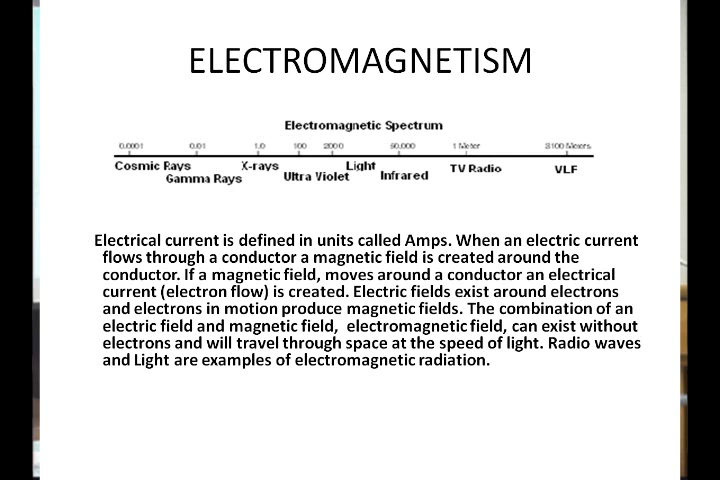 ELECTROMAGNETISM
Electromagnetic Spectrum
0.0001 0.01 1.0 100 2000 50,000 1 Meter 3100 Meters
Cosmic Rays X-rays Light TV Radio VLF
Gamma Rays Ultra Violet Infrared
Electrical current is defined in units called Amps. When an electric current
flows through a conductor a magnetic field is created around the
conductor. If a magnetic field, moves around a conductor an electrical
current (electron flow) is created. Electric fields exist around electrons
and electrons in motion produce magnetic fields. The combination of an
electric field and magnetic field, electromagnetic field, can exist without
electrons and will travel through space at the speed of light. Radio waves
and Light are examples of electromagnetic radiation.